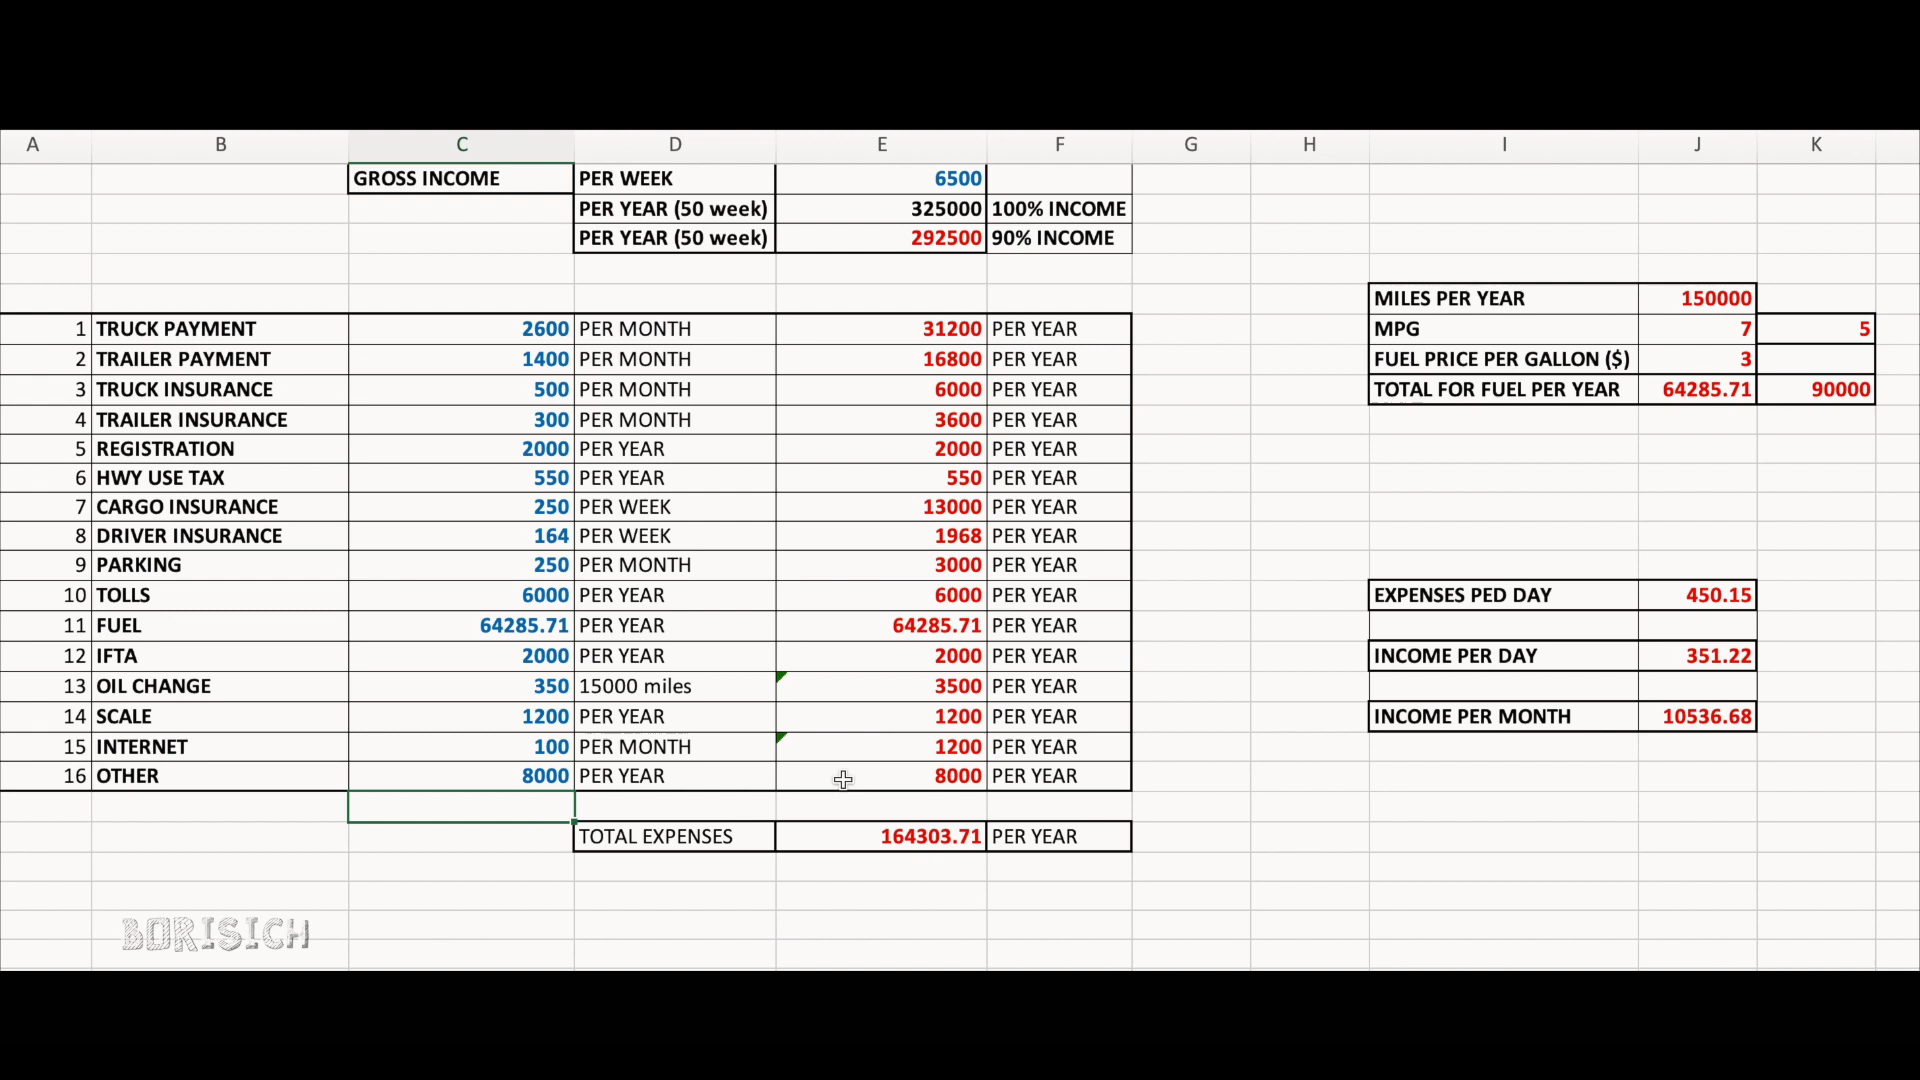 A B C D E F G H I J K
GROSS INCOME PER WEEK 6500
PER YEAR (50 week) 325000 100% INCOME
PER YEAR (50 week) 292500 90% INCOME
MILES PER YEAR 150000
1 TRUCK PAYMENT 2600 PER MONTH 31200 PER YEAR MPG 7 5
2 TRAILER PAYMENT 1400 PER MONTH 16800 PER YEAR FUEL PRICE PER GALLON ($) 3
3 TRUCK INSURANCE 500 PER MONTH 6000 PER YEAR TOTAL FOR FUEL PER YEAR 64285.71 90000
4 TRAILER INSURANCE 300 PER MONTH 3600 PER YEAR
5 REGISTRATION 2000 PER YEAR 2000 PER YEAR
6 HWY USE TAX 550 PER YEAR 550 PER YEAR
7 CARGO INSURANCE 250 PER WEEK 13000 PER YEAR
8 DRIVER INSURANCE 164 PER WEEK 1968 PER YEAR
9 PARKING 250 PER MONTH 3000 PER YEAR
10 TOLLS 6000 PER YEAR 6000 PER YEAR EXPENSES PED DAY 450.15
11 FUEL 64285.71 PER YEAR 64285.71 PER YEAR
12 IFTA 2000 PER YEAR 2000 PER YEAR INCOME PER DAY 351.22
13 OIL CHANGE 350 15000 miles 3500 PER YEAR
14 SCALE 1200 PER YEAR 1200 PER YEAR INCOME PER MONTH 10536.68
15 INTERNET 100 PER MONTH 1200 PER YEAR
16 OTHER 8000 PER YEAR 8000 PER YEAR
TOTAL EXPENSES 164303.71 PER YEAR
BORISICH